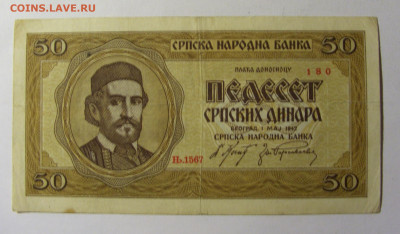 COINS.ЛАVE.RU
50 СРПСКА НАРОДНА БАНКА 50
ПЛАЋА ДОНОСИОЦУ
180
ПЕДЕСЕТ
СРПСКИХ ДИНАРА
БЕОГРАД, 1 МАЈ 1942
СРПСКА НАРОДНА БАНКА
Њ.1567
50 50